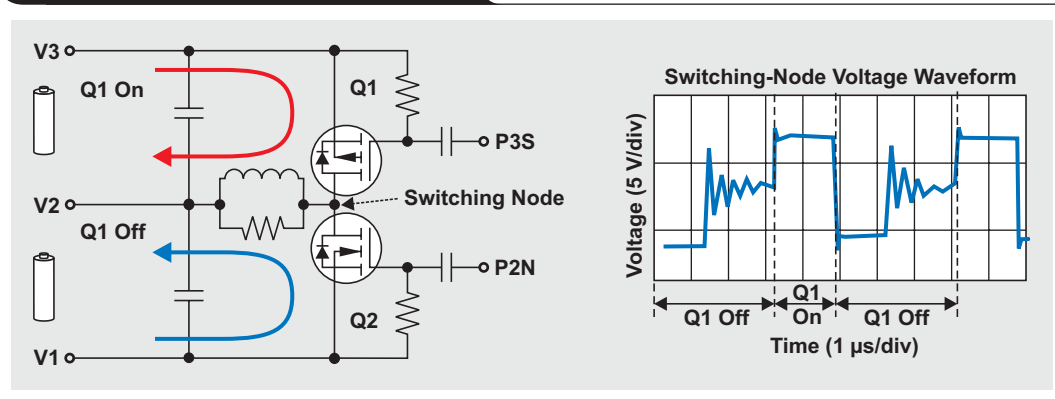 V3
Q1 On
Q1
P3S
V2
Switching Node
Q1 Off
P2N
Q2
V1
Switching-Node Voltage Waveform
Voltage (5 V/div)
Q1 Off
Q1
On
Q1 Off
Time (1 µs/div)